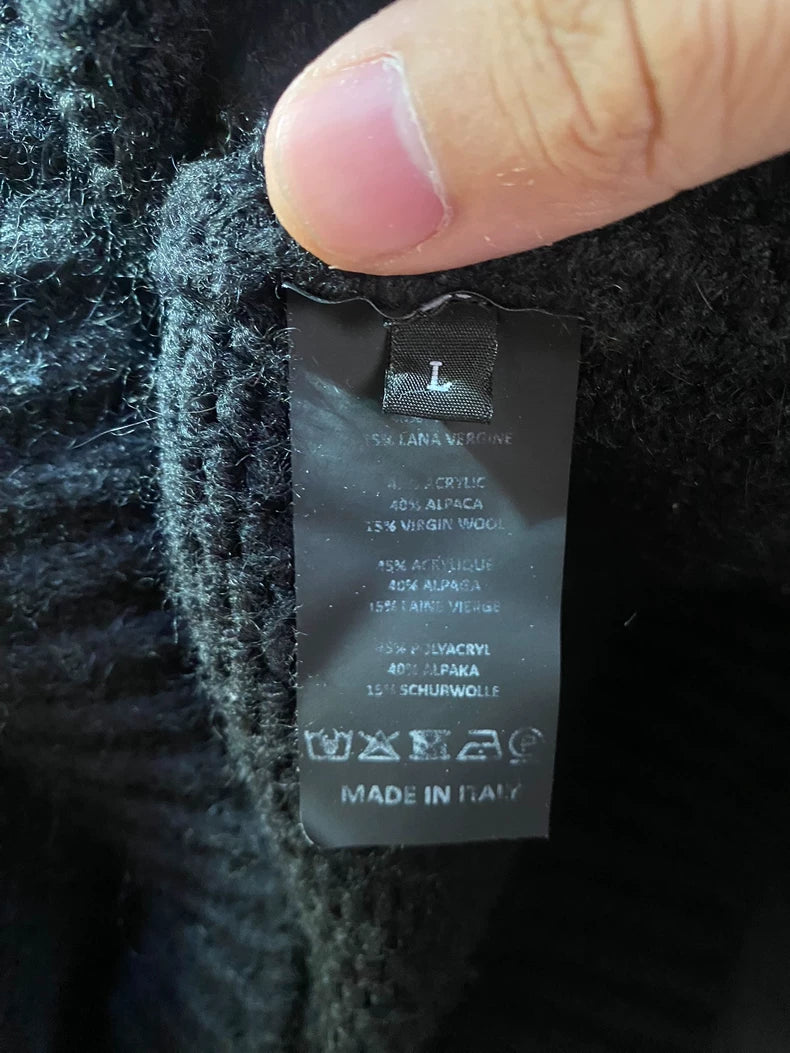 L
15% LANA VERGINE
ACRYLIC
40% ALPACA
15% VIRGIN WOOL
45% ACRYLIQUE
40% ALPAGA
15% LAINE VIERGE
45% POLYACRYL
40% ALPAKA
15% SCHURWOLLE
MADE IN ITALY